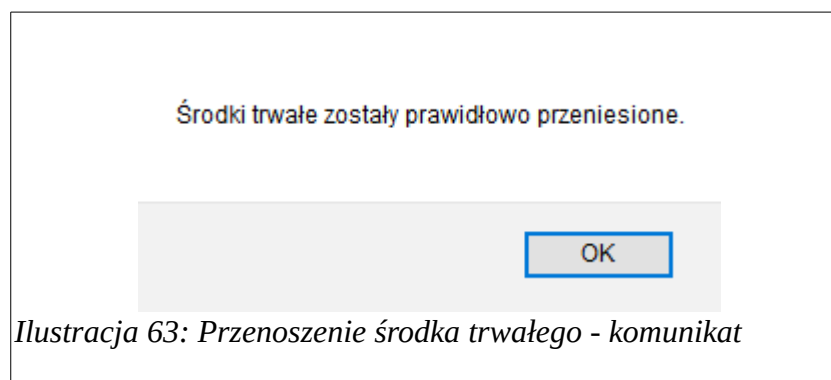 Środki trwałe zostały prawidłowo przeniesione.
OK
Ilustracja 63: Przenoszenie środka trwałego - komunikat